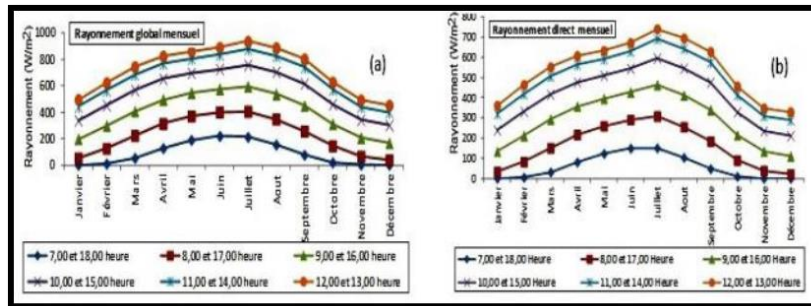 Rayonnement global mensuel
(a)
Rayonnement (W/m2)
1000
800
600
400
200
0
Janvier
Février
Mars
Avril
Mai
Juin
Juillet
Aout
Septembre
Octobre
Novembre
Décembre
7,00 et 18,00 heure
8,00 et 17,00 heure
9,00 et 16,00 heure
10,00 et 15,00 heure
11,00 et 14,00 heure
12,00 et 13,00 heure
Rayonnement direct mensuel
(b)
Rayonnement (W/m2)
800
700
600
500
400
300
200
100
0
Janvier
Février
Mars
Avril
Mai
Juin
Juillet
Aout
Septembre
Octobre
Novembre
Décembre
7,00 et 18,00 Heure
8,00 et 17,00 Heure
9,00 et 16,00 Heure
10,00 et 15,00 Heure
11,00 et 14,00 Heure
12,00 et 13,00 Heure